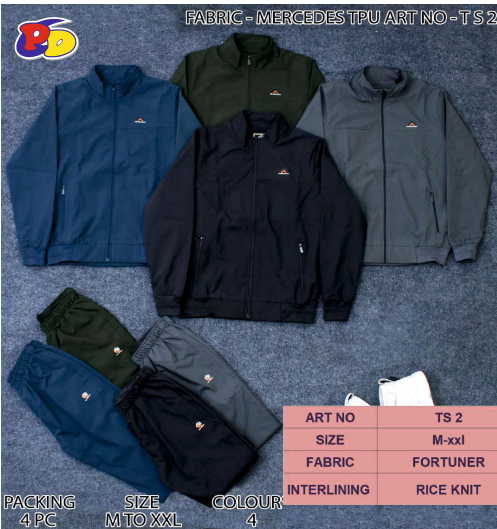 FABRIC - MERCEDES TPU ART NO - T S 2
PD
ART NO TS 2
SIZE M-xxl
FABRIC FORTUNER
INTERLINING RICE KNIT
PACKING
4 PC
SIZE
M TO XXL
COLOUR
4